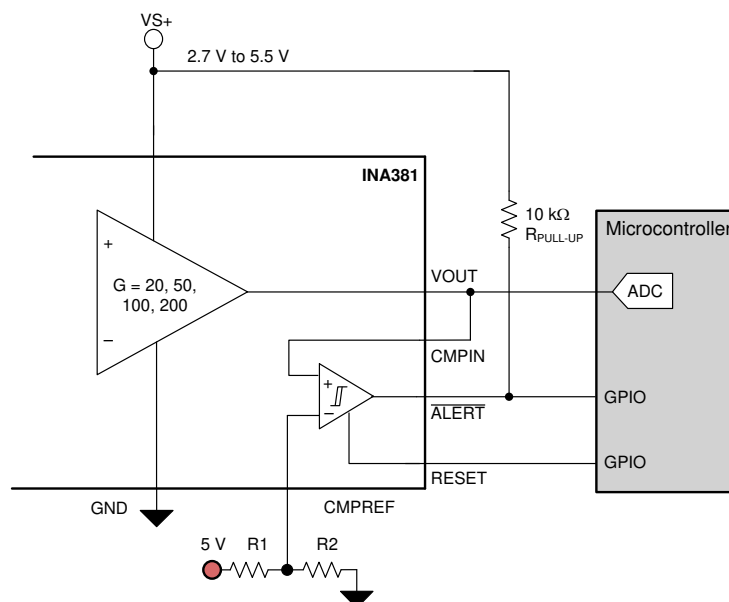 VS+
2.7 V to 5.5 V
INA381
10 kΩ
RPULL-UP
Microcontroller
+
G = 20, 50,
100, 200
−
VOUT
ADC
CMPIN
+
−
ALERT
GPIO
GPIO
RESET
GND
CMPREF
5 V
R1
R2